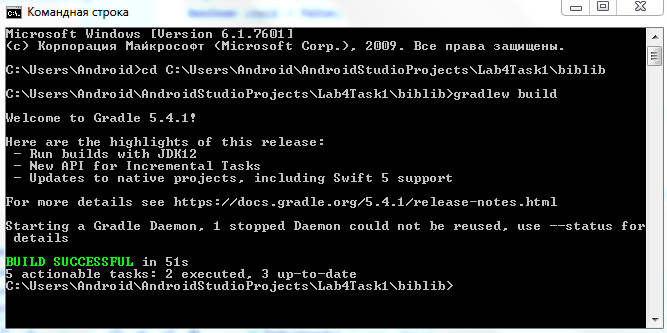 Командная строка
Microsoft Windows [Version 6.1.7601]
(c) Корпорация Майкрософт (Microsoft Corp.), 2009. Все права защищены.
C:\Users\Android>cd C:\Users\Android\AndroidStudioProjects\Lab4Task1\biblib
C:\Users\Android\AndroidStudioProjects\Lab4Task1\biblib>gradlew build
Welcome to Gradle 5.4.1!
Here are the highlights of this release:
- Run builds with JDK12
- New API for Incremental Tasks
- Updates to native projects, including Swift 5 support
For more details see https://docs.gradle.org/5.4.1/release-notes.html
Starting a Gradle Daemon, 1 stopped Daemon could not be reused, use --status for
details
BUILD SUCCESSFUL in 51s
5 actionable tasks: 2 executed, 3 up-to-date
C:\Users\Android\AndroidStudioProjects\Lab4Task1\biblib>